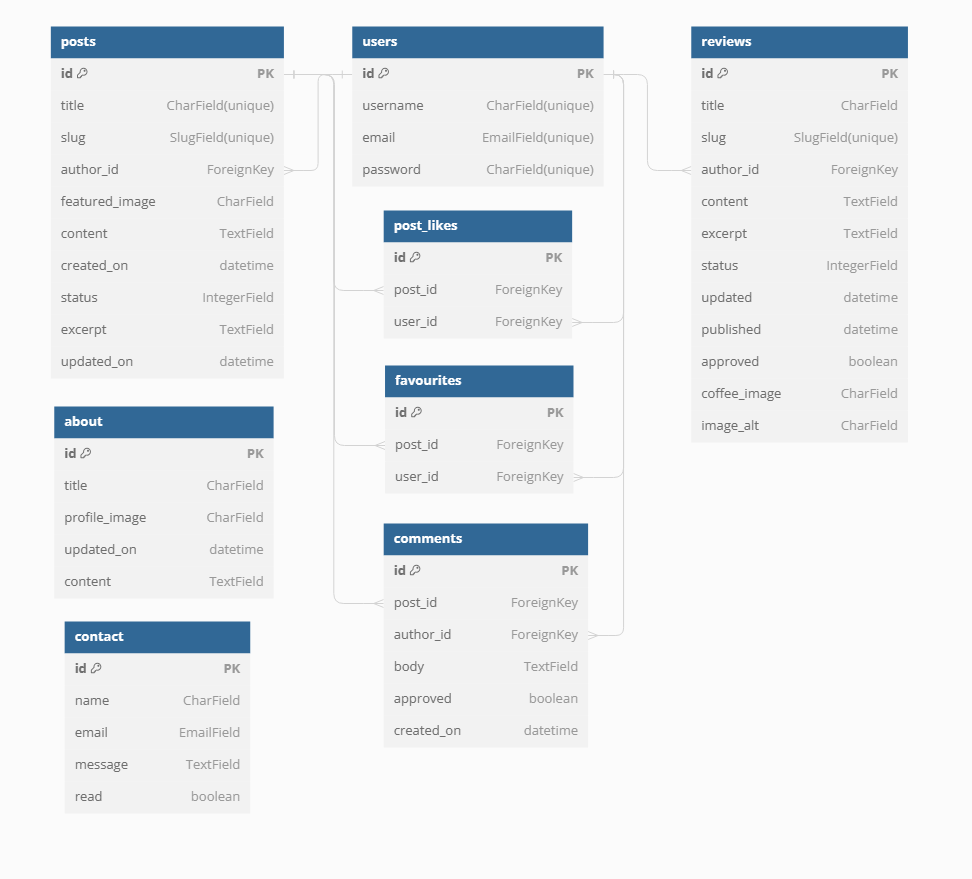 posts
id PK
title CharField(unique)
slug SlugField(unique)
author_id ForeignKey
featured_image CharField
content TextField
created_on datetime
status IntegerField
excerpt TextField
updated_on datetime
about
id PK
title CharField
profile_image CharField
updated_on datetime
content TextField
contact
id PK
name CharField
email EmailField
message TextField
read boolean
users
id PK
username CharField(unique)
email EmailField(unique)
password CharField(unique)
post_likes
id PK
post_id ForeignKey
user_id ForeignKey
favourites
id PK
post_id ForeignKey
user_id ForeignKey
comments
id PK
post_id ForeignKey
author_id ForeignKey
body TextField
approved boolean
created_on datetime
reviews
id PK
title CharField
slug SlugField(unique)
author_id ForeignKey
content TextField
excerpt TextField
status IntegerField
updated datetime
published datetime
approved boolean
coffee_image CharField
image_alt CharField